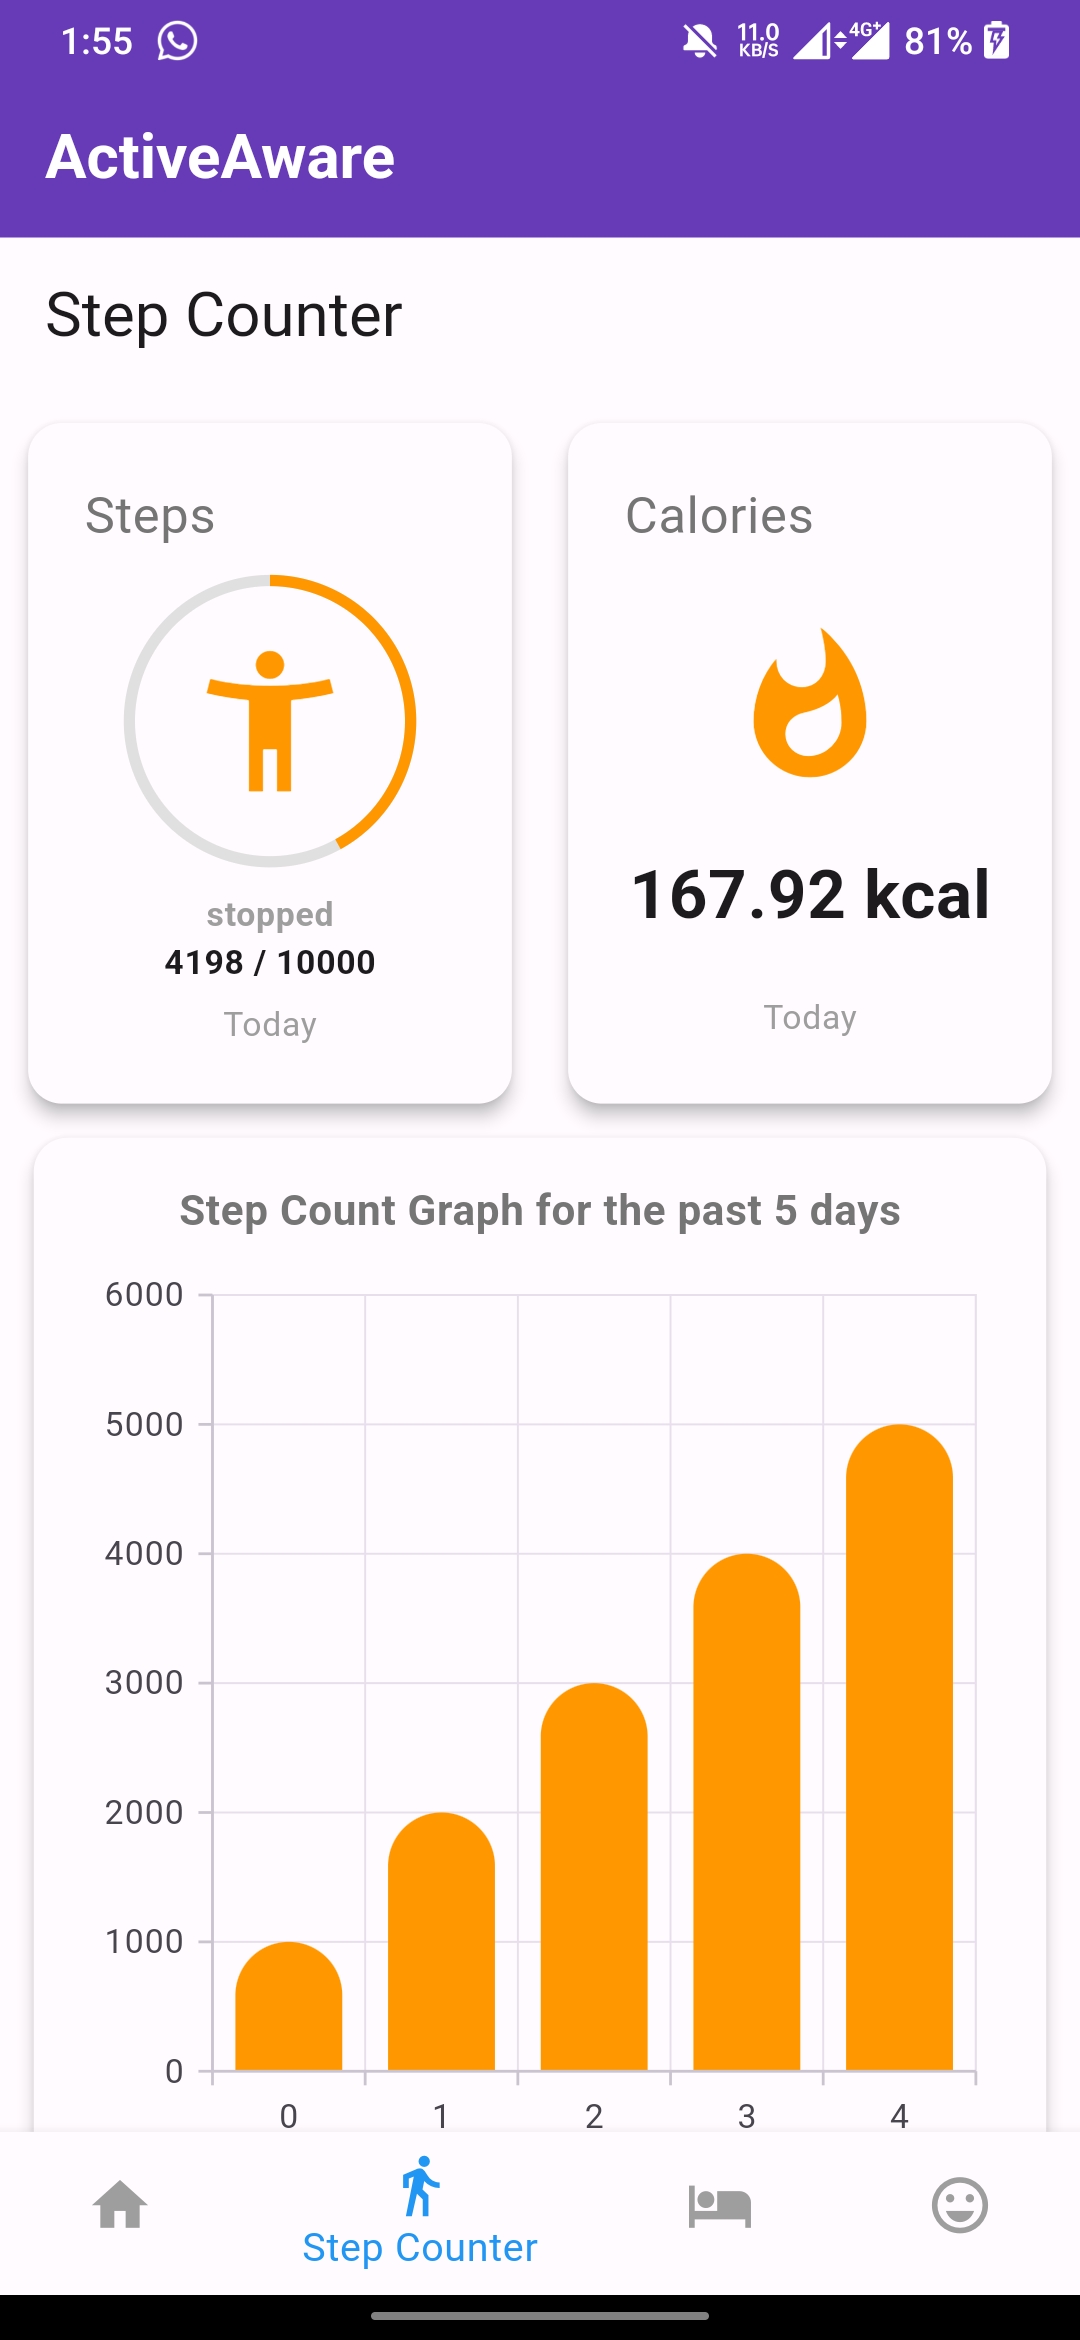 1:55 11.0 KB/S 4G+ 81%
ActiveAware
Step Counter
Steps
Calories
stopped
4198 / 10000
Today
167.92 kcal
Today
Step Count Graph for the past 5 days
6000
5000
4000
3000
2000
1000
0
0 1 2 3 4
Step Counter